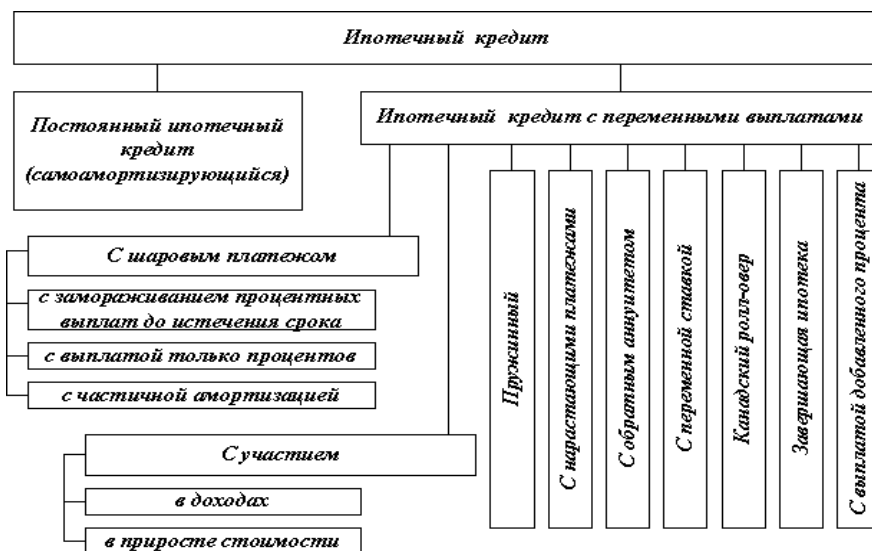 Ипотечный кредит
Постоянный ипотечный
кредит
(самоамортизирующийся)
Ипотечный кредит с переменными выплатами
С шаровым платежом
с замораживанием процентных
выплат до истечения срока
с выплатой только процентов
с частичной амортизацией
С участием
в доходах
в приросте стоимости
Пружинный
С нарастающими платежами
С обратным аннуитетом
С переменной ставкой
Канадский ролл-овер
Завершающая ипотека
С выплатой добавленного процента